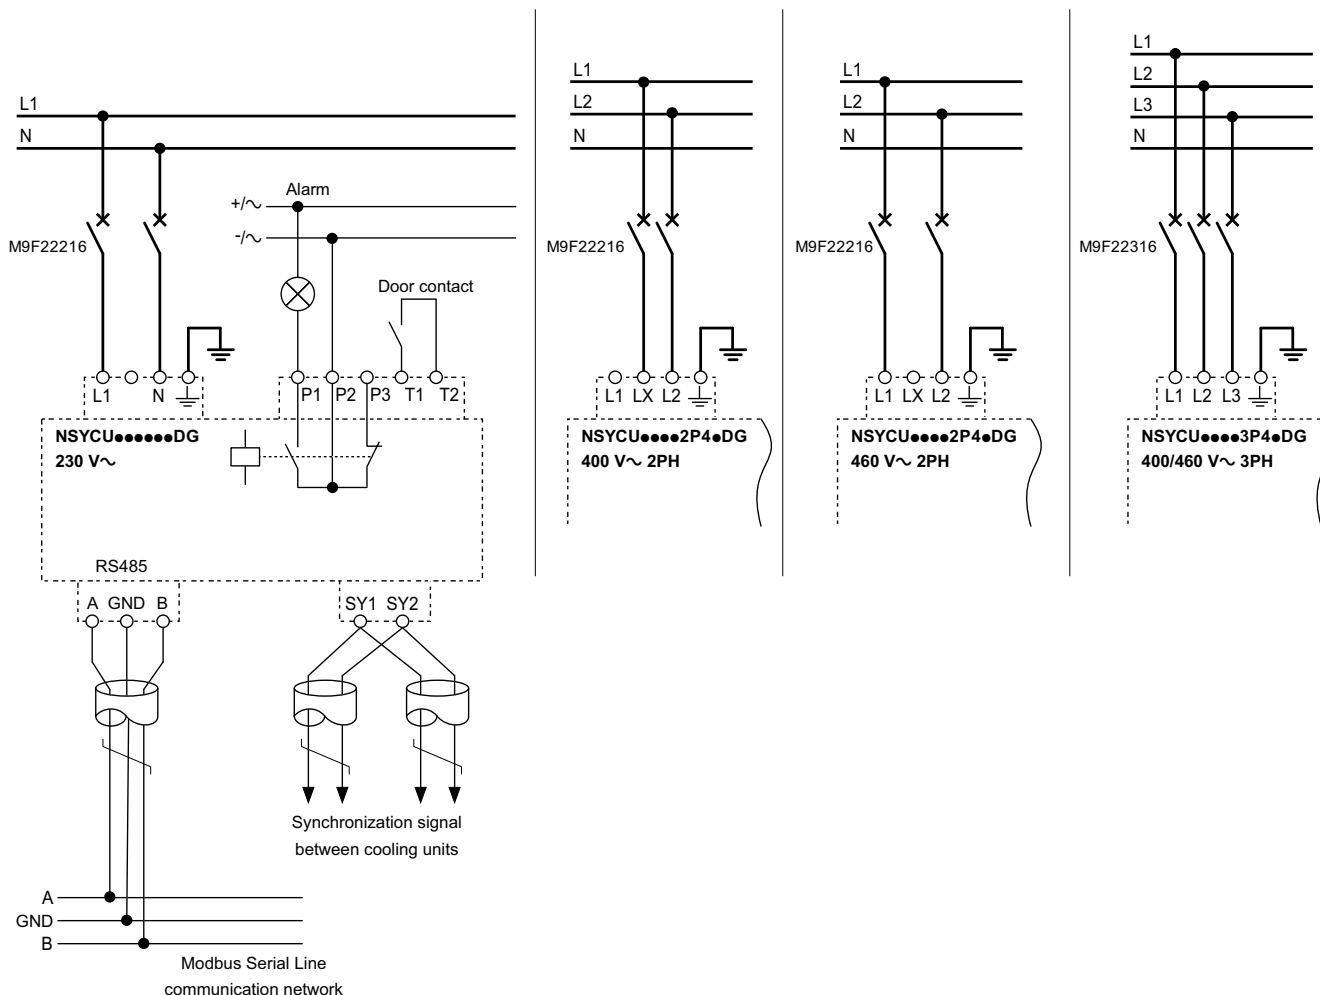 L1
N
Alarm
+/∿
-/∿
M9F22216
Door contact
L1 N P1 P2 P3 T1 T2
NSYCU●●●●●●DG
230 V∿
RS485
A GND B
SY1 SY2
Synchronization signal
between cooling units
A
GND
B
Modbus Serial Line
communication network
L1
L2
N
M9F22216
L1 LX L2
NSYCU●●●●2P4●DG
400 V∿ 2PH
L1
L2
N
M9F22216
L1 LX L2
NSYCU●●●●2P4●DG
460 V∿ 2PH
L1
L2
L3
N
M9F22316
L1 L2 L3
NSYCU●●●●3P4●DG
400/460 V∿ 3PH